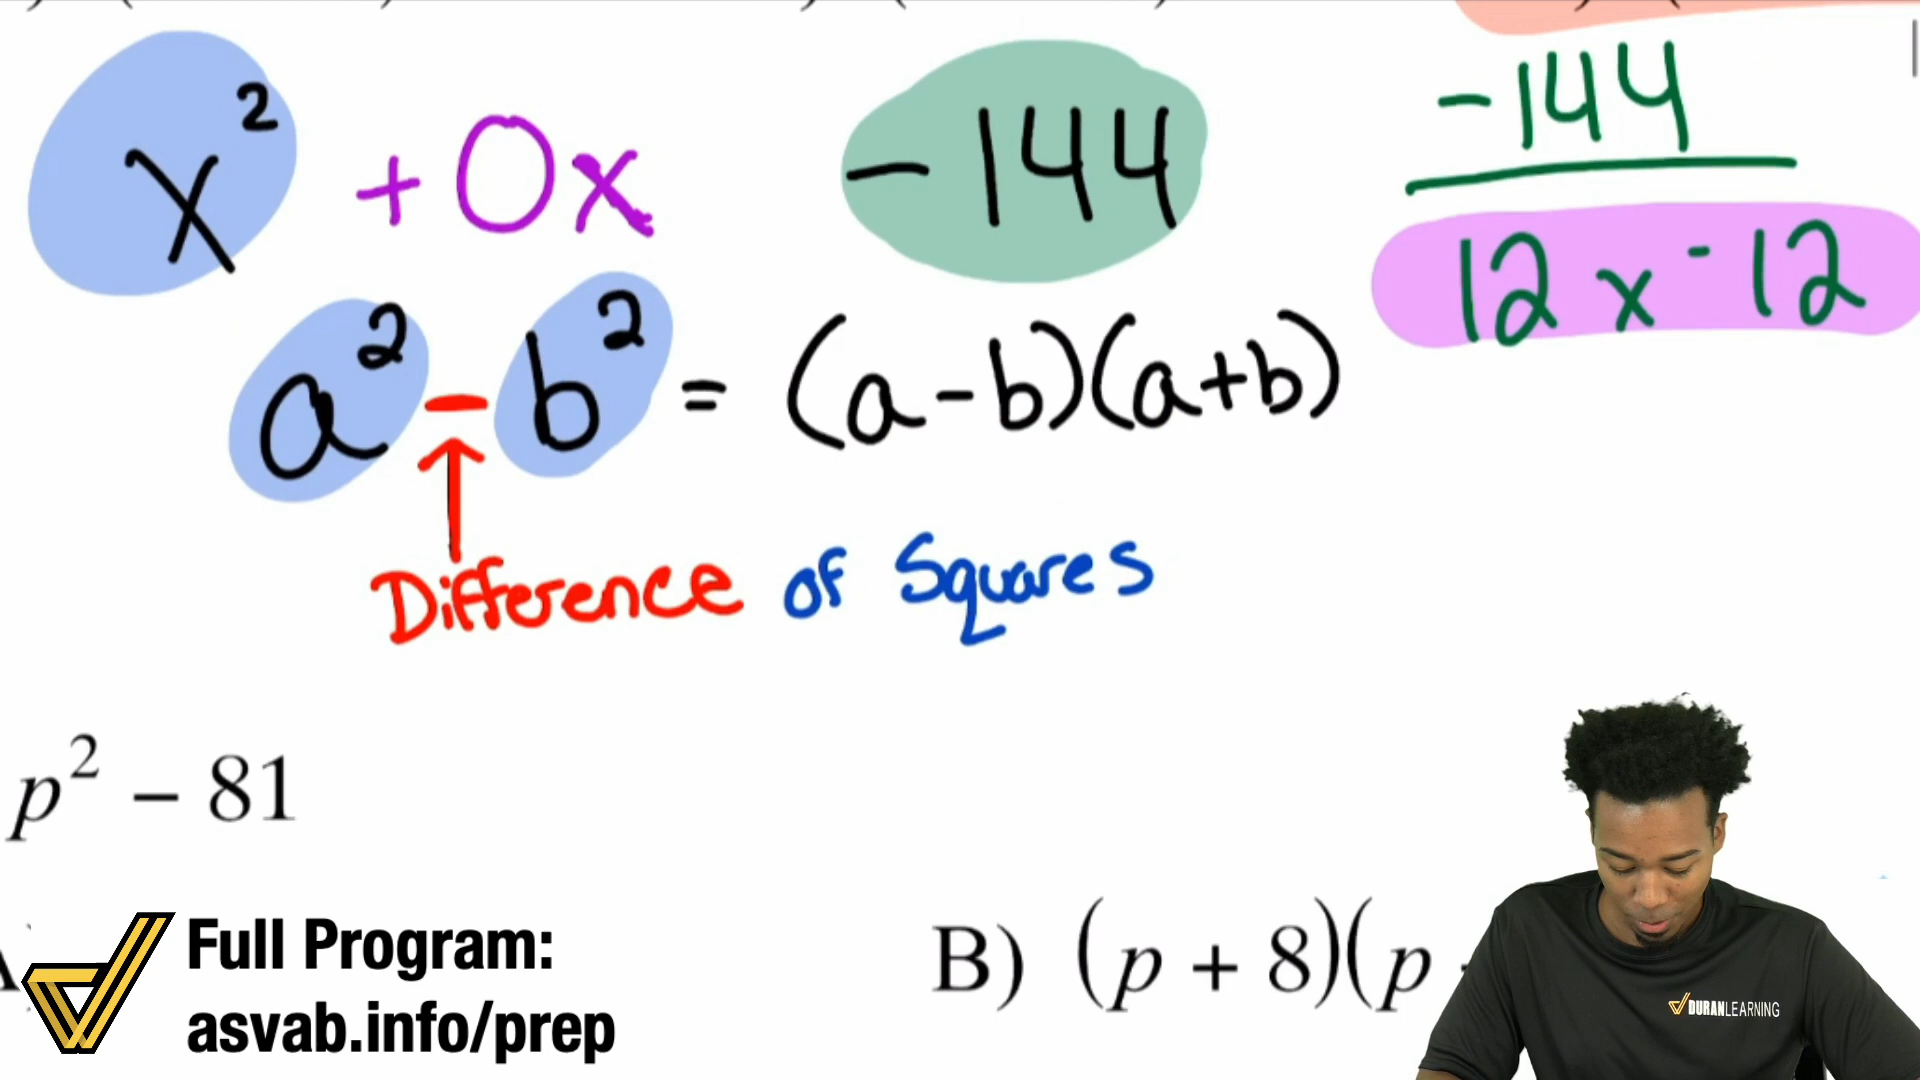 x² + 0x - 144
-144
12 x -12
a² - b² = (a-b)(a+b)
Difference of Squares
p² – 81
Full Program:
asvab.info/prep
B) (p + 8)(p
DURANLEARNING